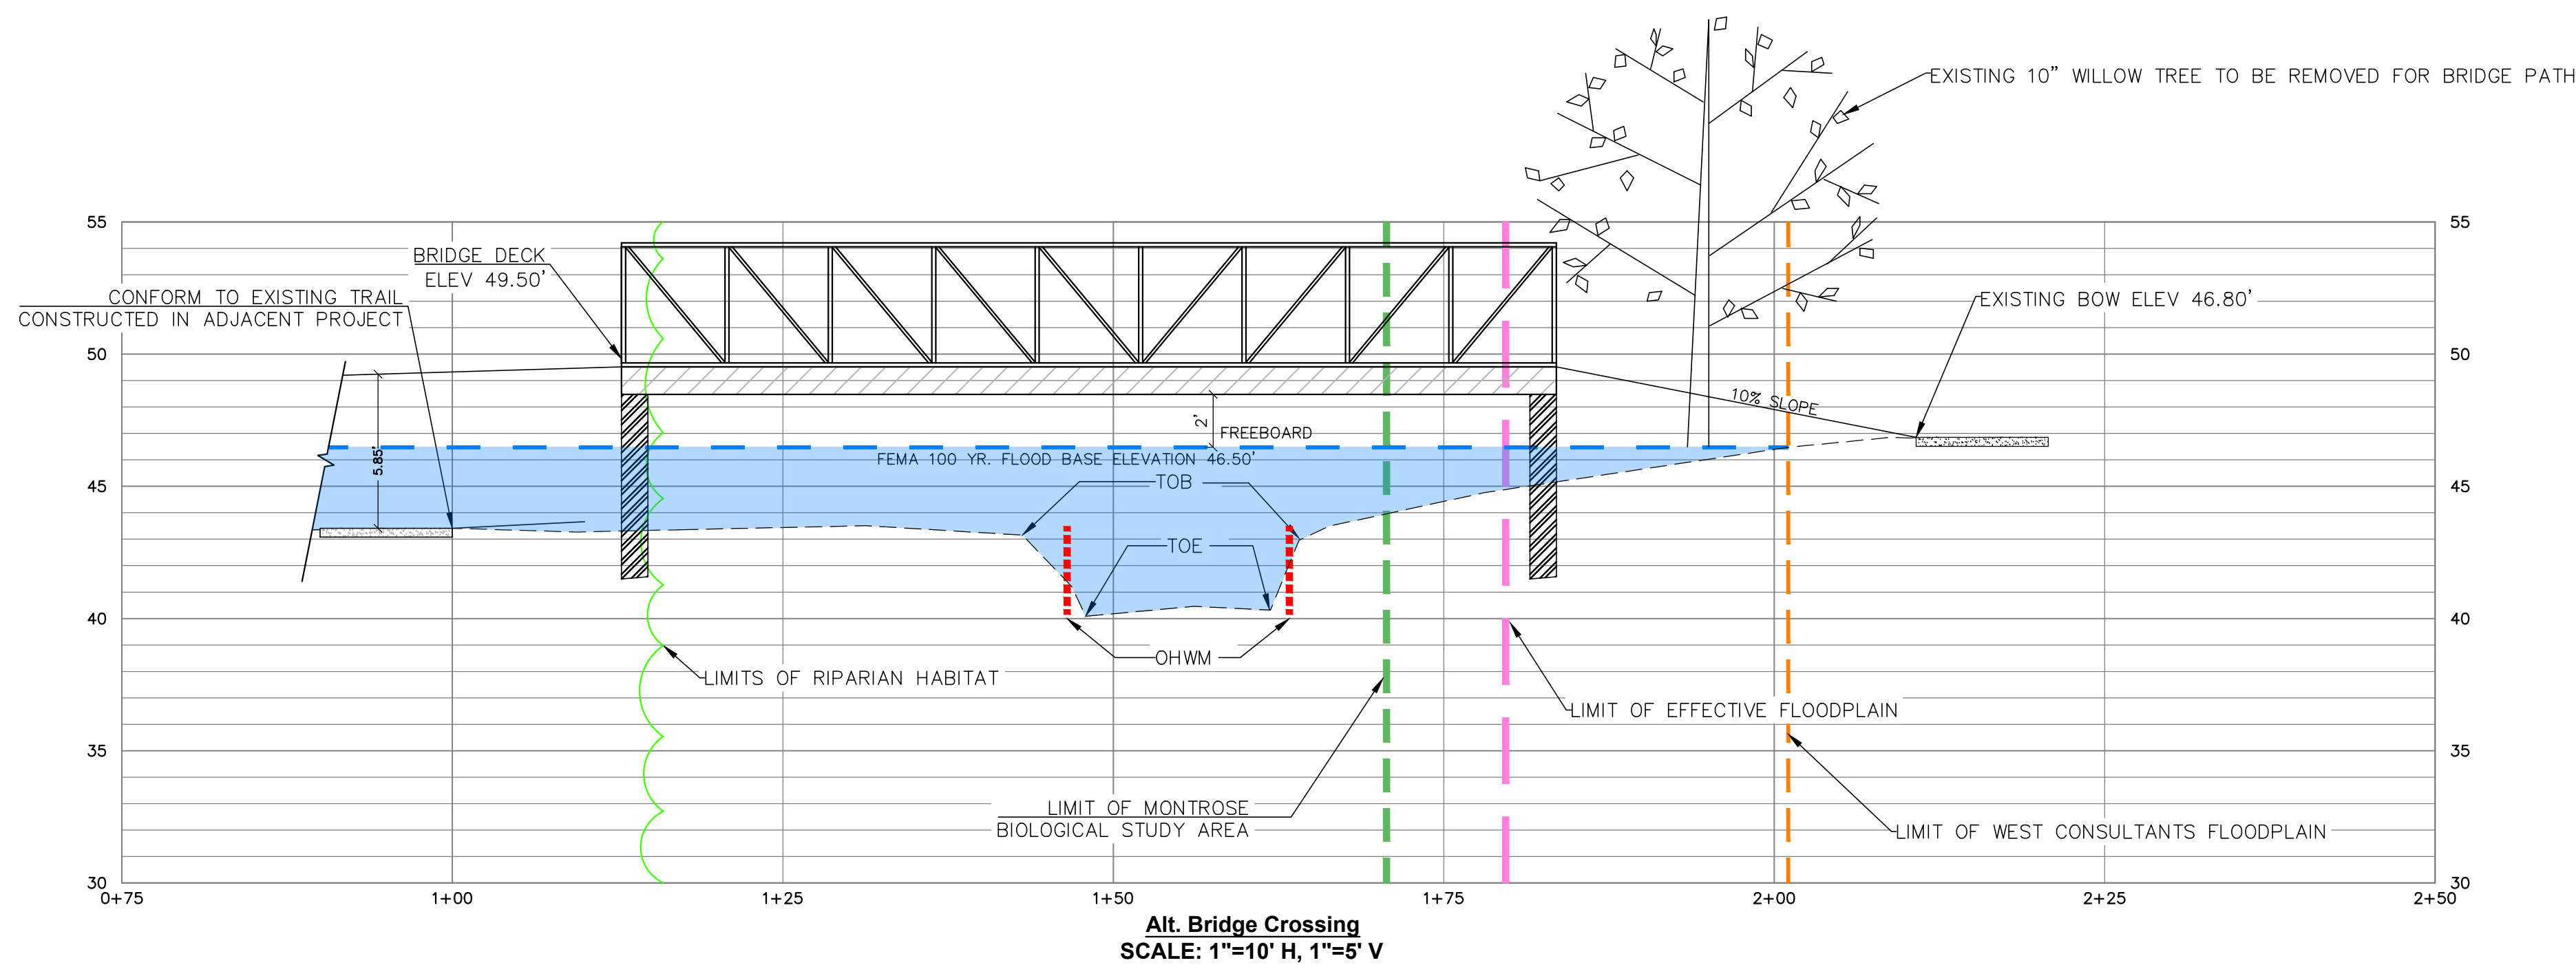 EXISTING 10" WILLOW TREE TO BE REMOVED FOR BRIDGE PATH
55
55
BRIDGE DECK
ELEV 49.50'
CONFORM TO EXISTING TRAIL
CONSTRUCTED IN ADJACENT PROJECT
EXISTING BOW ELEV 46.80'
50
50
10% SLOPE
2'
FREEBOARD
5.85'
FEMA 100 YR. FLOOD BASE ELEVATION 46.50'
TOB
45
45
TOE
40
40
OHWM
LIMITS OF RIPARIAN HABITAT
LIMIT OF EFFECTIVE FLOODPLAIN
35
35
LIMIT OF MONTROSE
BIOLOGICAL STUDY AREA
LIMIT OF WEST CONSULTANTS FLOODPLAIN
30
30
0+75 1+00 1+25 1+50 1+75 2+00 2+25 2+50
Alt. Bridge Crossing
SCALE: 1"=10' H, 1"=5' V